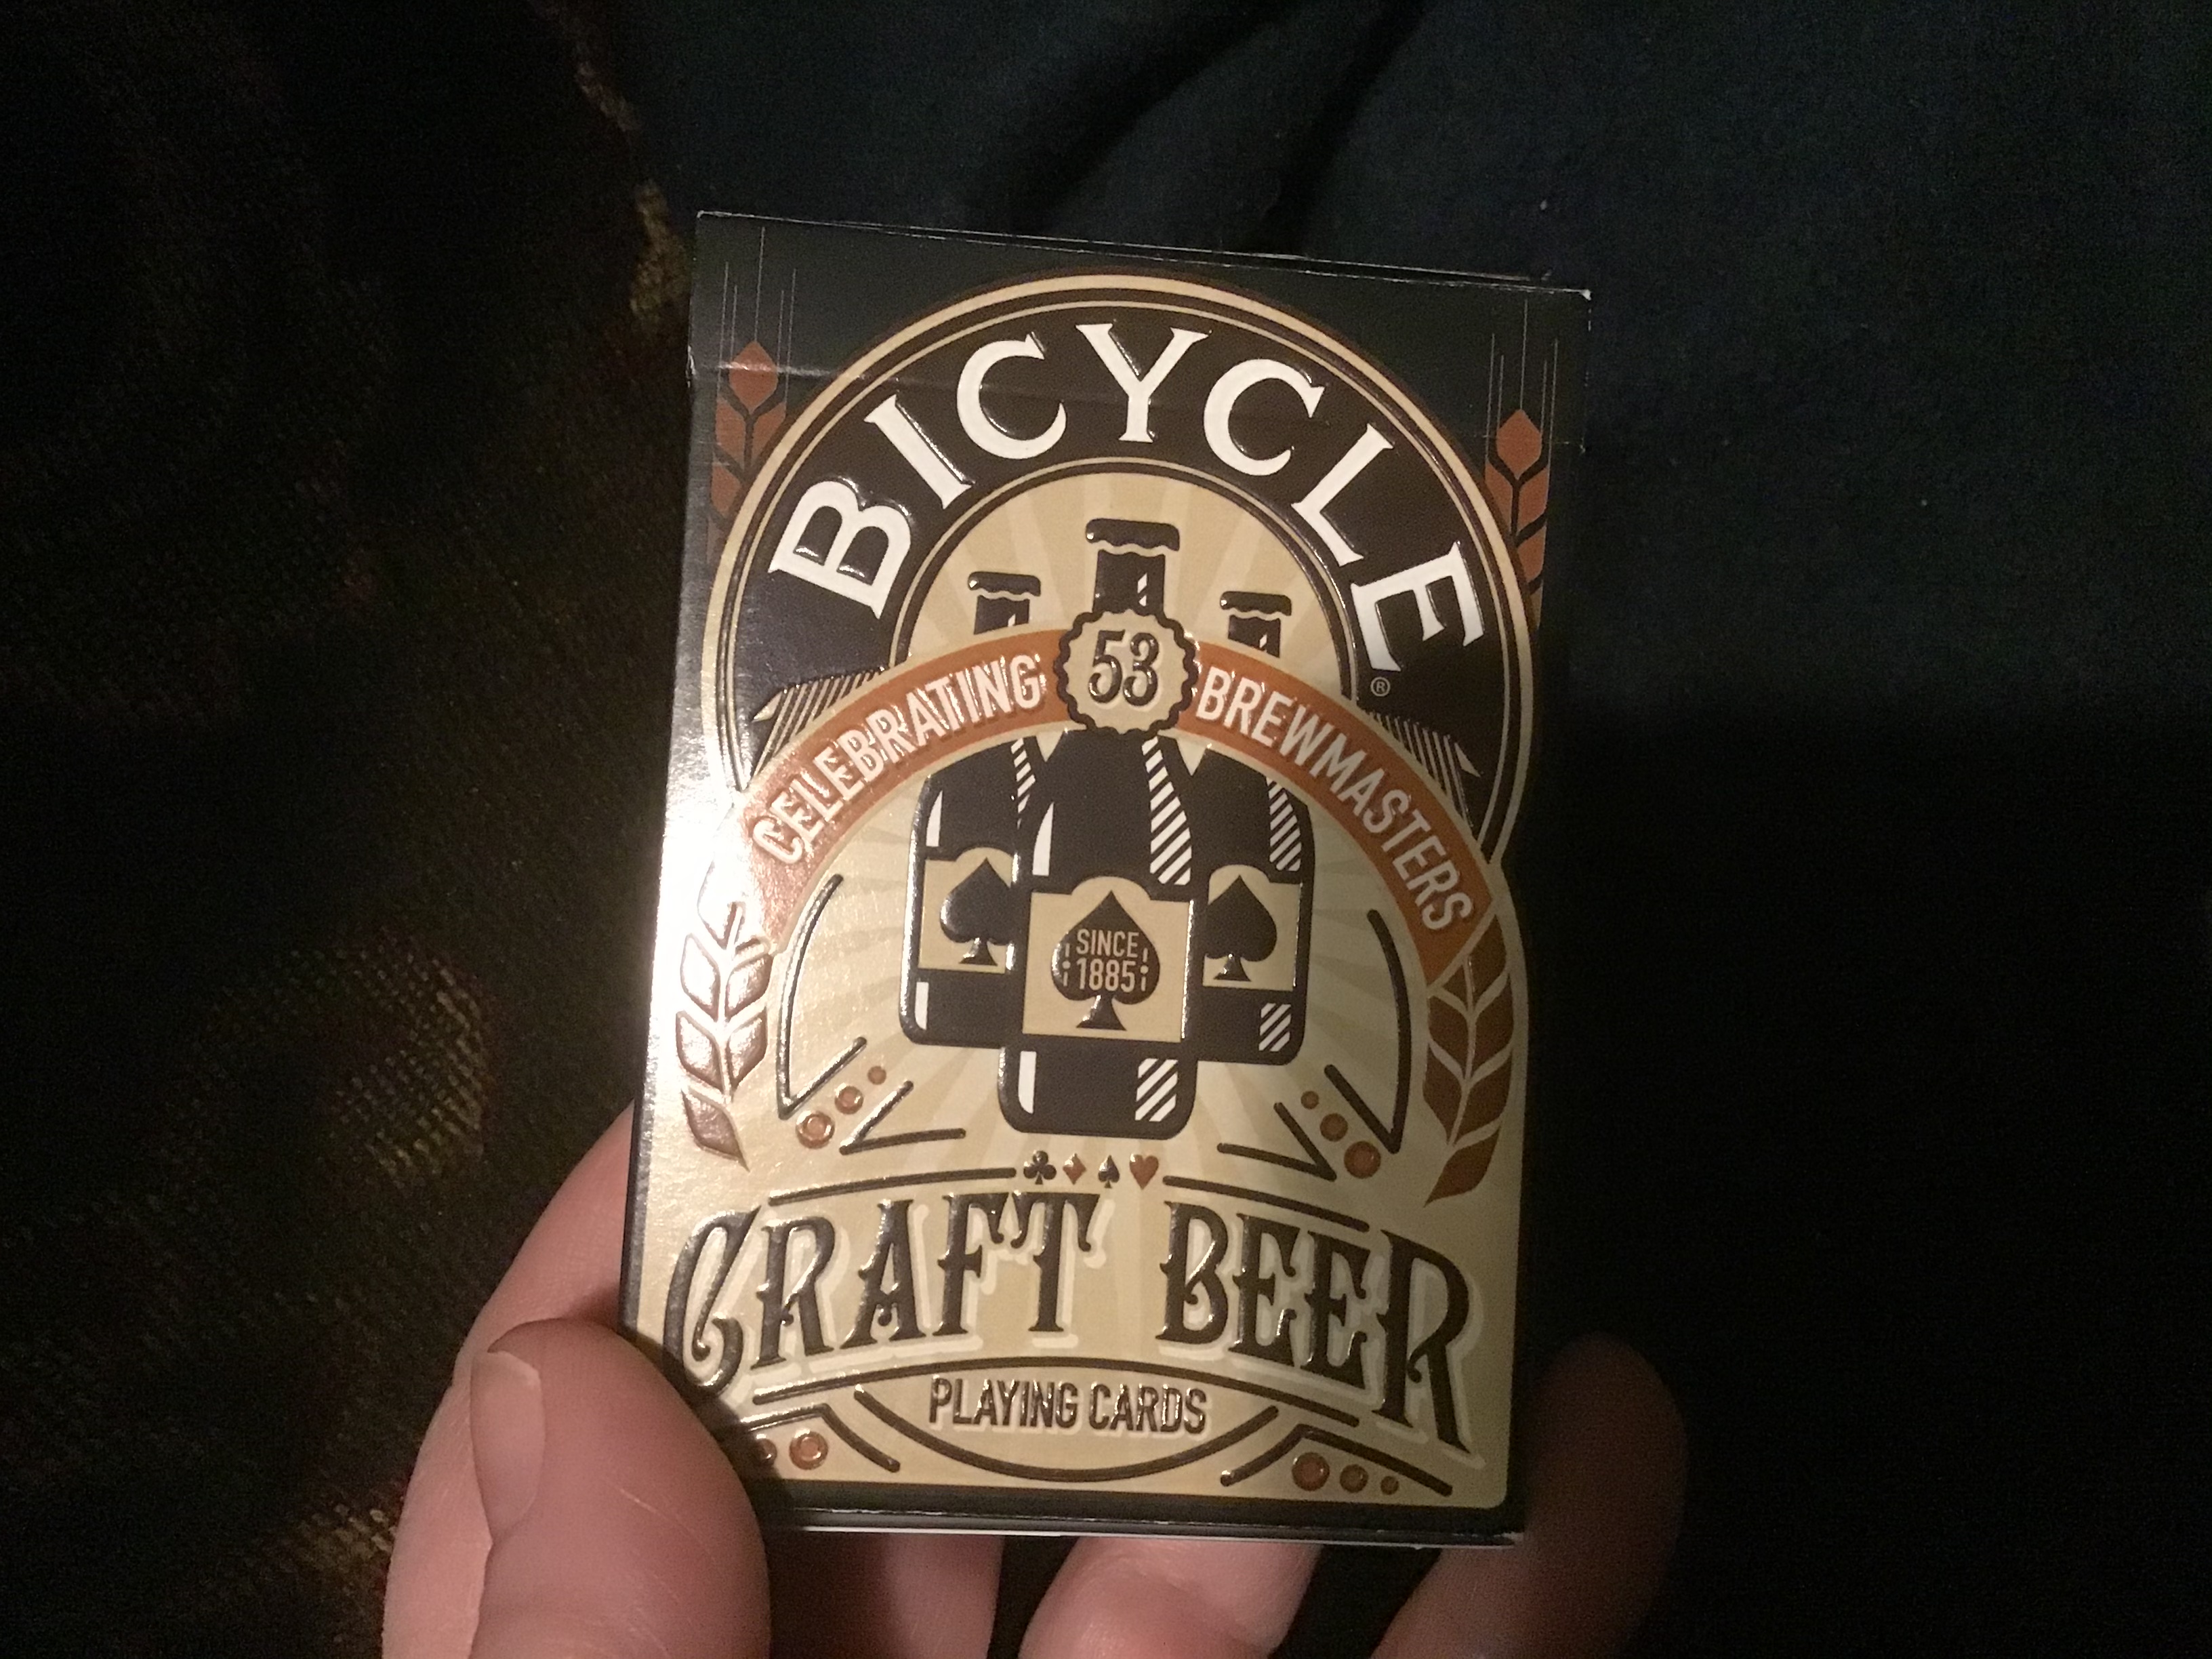 BICYCLE®
CELEBRATING 53 BREWMASTERS
SINCE
1885
CRAFT BEER
PLAYING CARDS